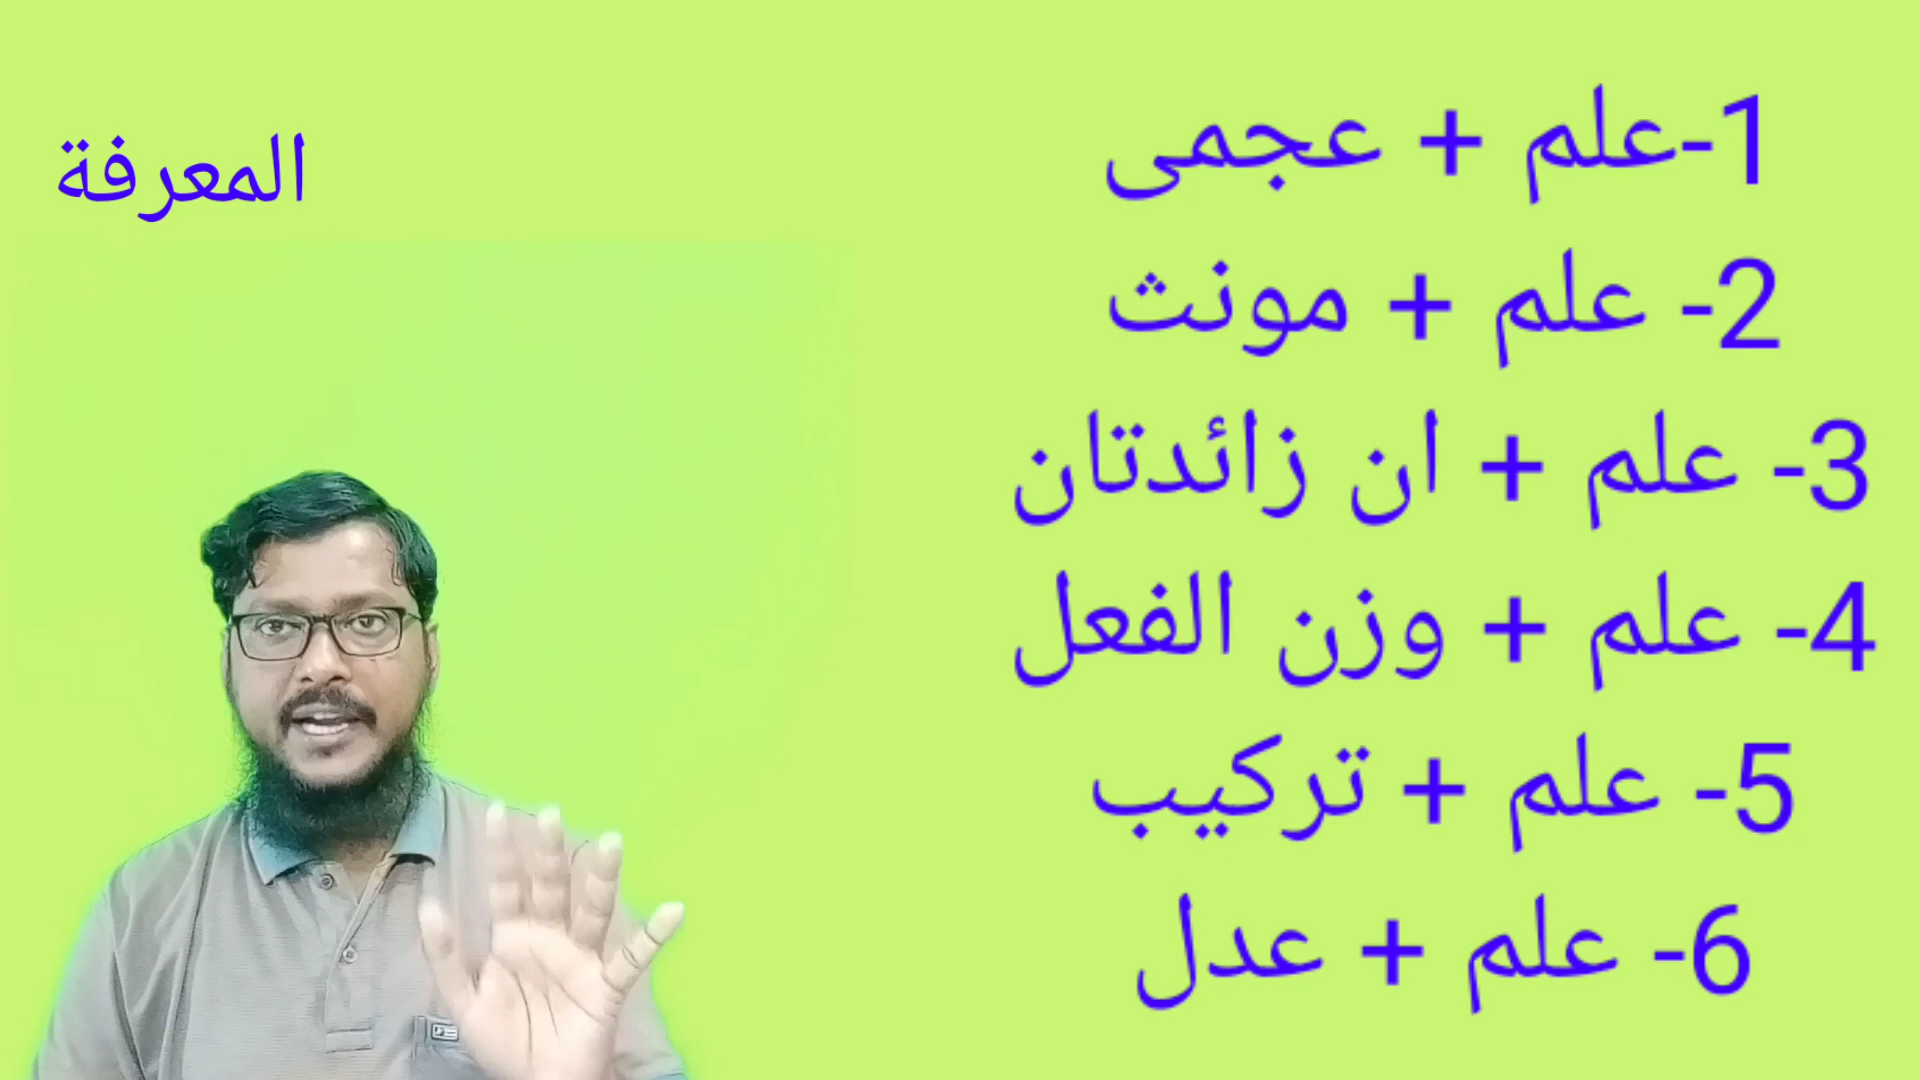 المعرفة
1-علم + عجمى
2- علم + مونث
3- علم + ان زائدتان
4- علم + وزن الفعل
5- علم + تركيب
6- علم + عدل